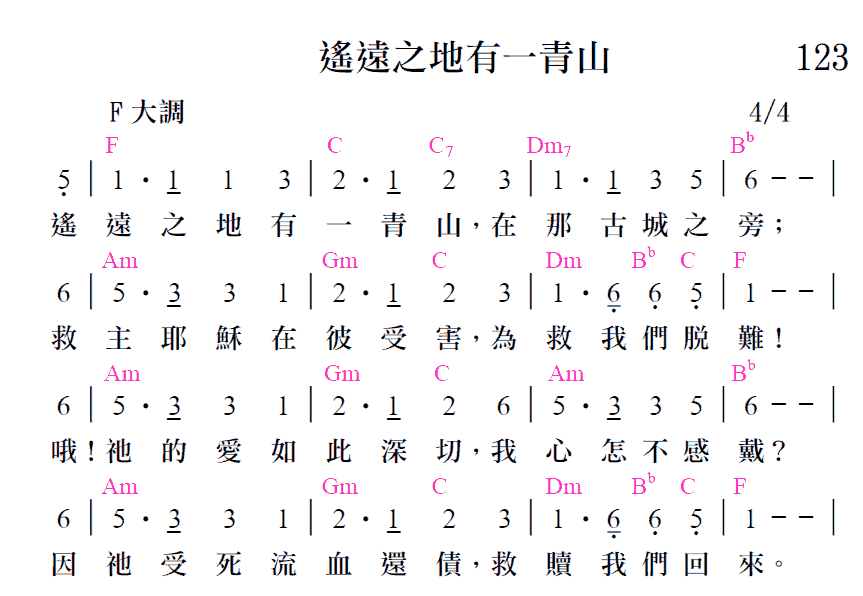 遙遠之地有一青山 123
F 大調 4/4
F C C7 Dm7 Bb
5̣ | 1 · 1̲ 1 3 | 2 · 1̲ 2 3 | 1 · 1̲ 3 5 | 6 - - |
遙 遠 之 地 有 一 青 山，在 那 古 城 之 旁；
Am Gm C Dm Bb C F
6 | 5 · 3̲ 3 1 | 2 · 1̲ 2 3 | 1 · 6̲̣ 6̣ 5̣ | 1 - - |
救 主 耶 穌 在 彼 受 害，為 救 我 們 脫 難！
Am Gm C Am Bb
6 | 5 · 3̲ 3 1 | 2 · 1̲ 2 6 | 5 · 3̲ 3 5 | 6 - - |
哦！祂 的 愛 如 此 深 切，我 心 怎 不 感 戴？
Am Gm C Dm Bb C F
6 | 5 · 3̲ 3 1 | 2 · 1̲ 2 3 | 1 · 6̲̣ 6̣ 5̣ | 1 - - |
因 祂 受 死 流 血 還 債，救 贖 我 們 回 來。